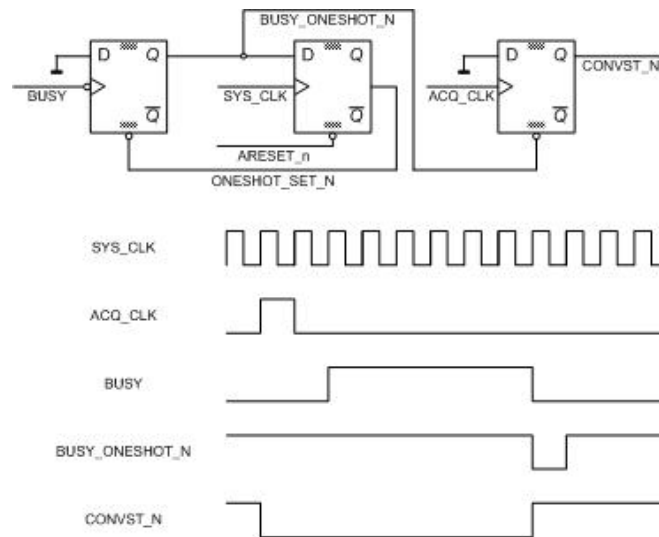 BUSY_ONESHOT_N
D Q
D Q
D Q
CONVST_N
BUSY
SYS_CLK
ACQ_CLK
Q
Q
Q
ARESET_n
ONESHOT_SET_N
SYS_CLK
ACQ_CLK
BUSY
BUSY_ONESHOT_N
CONVST_N